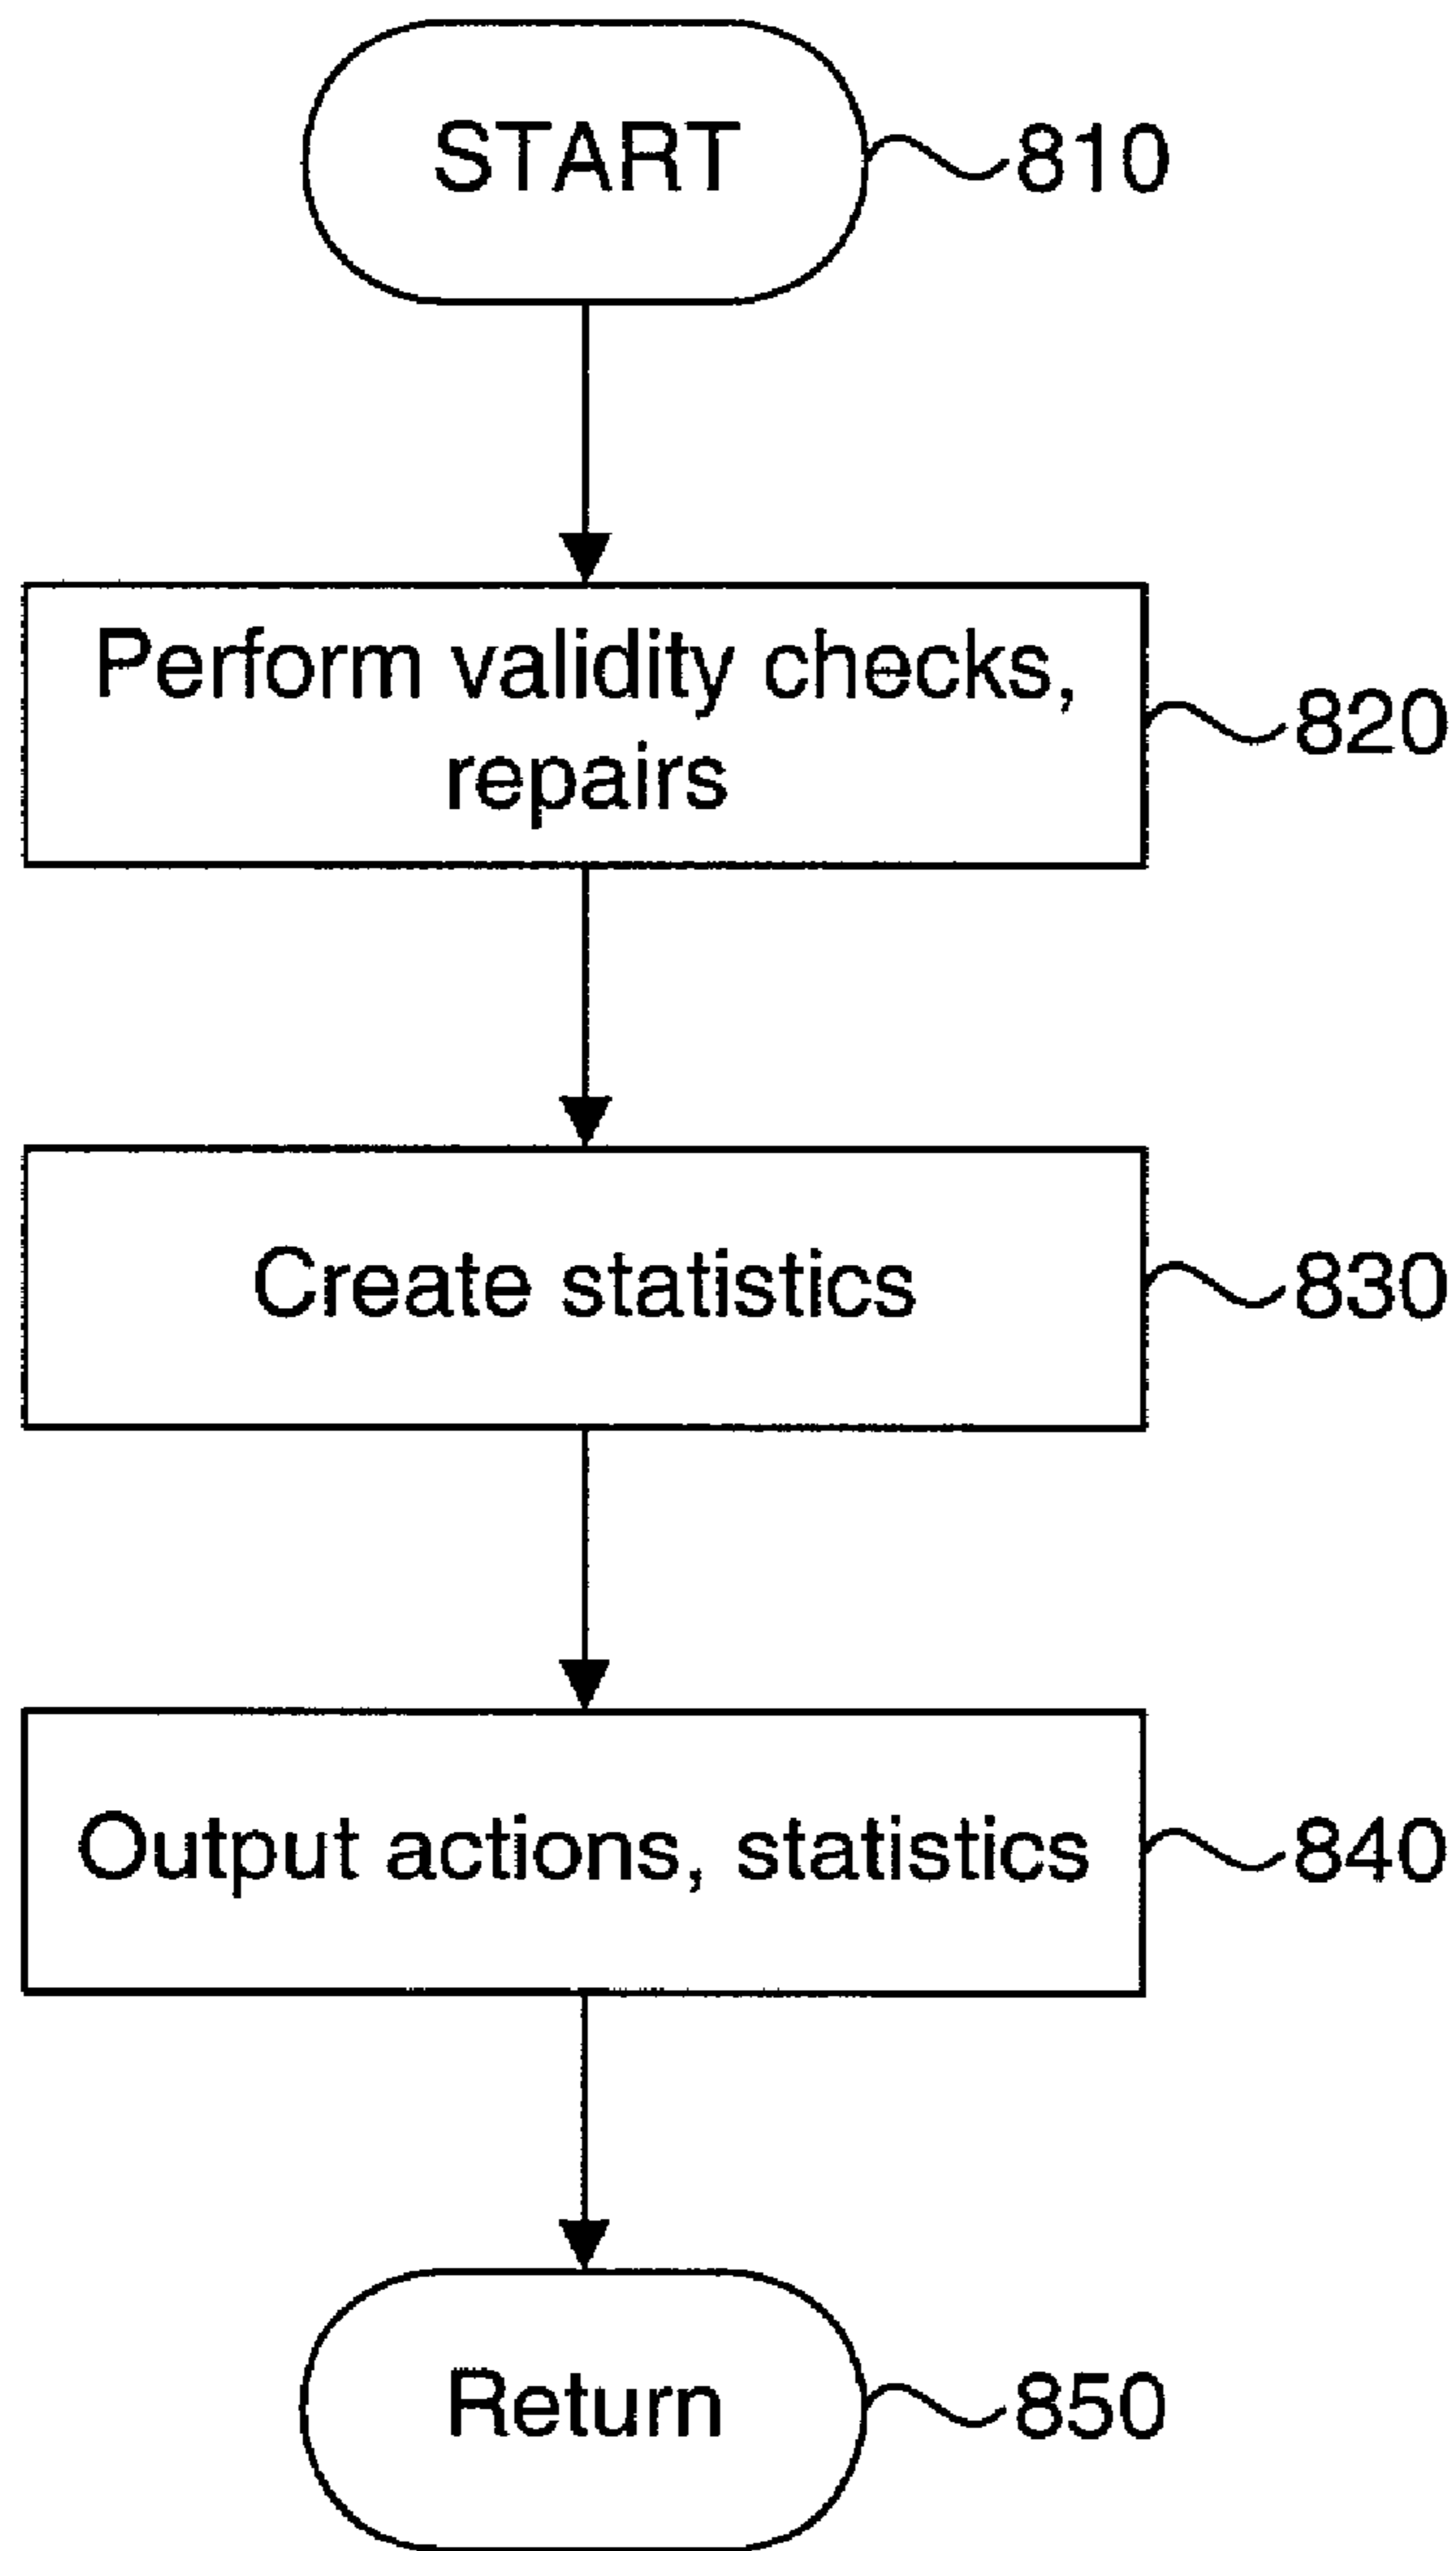 START
810
Perform validity checks,
repairs
820
Create statistics
830
Output actions, statistics
840
Return
850